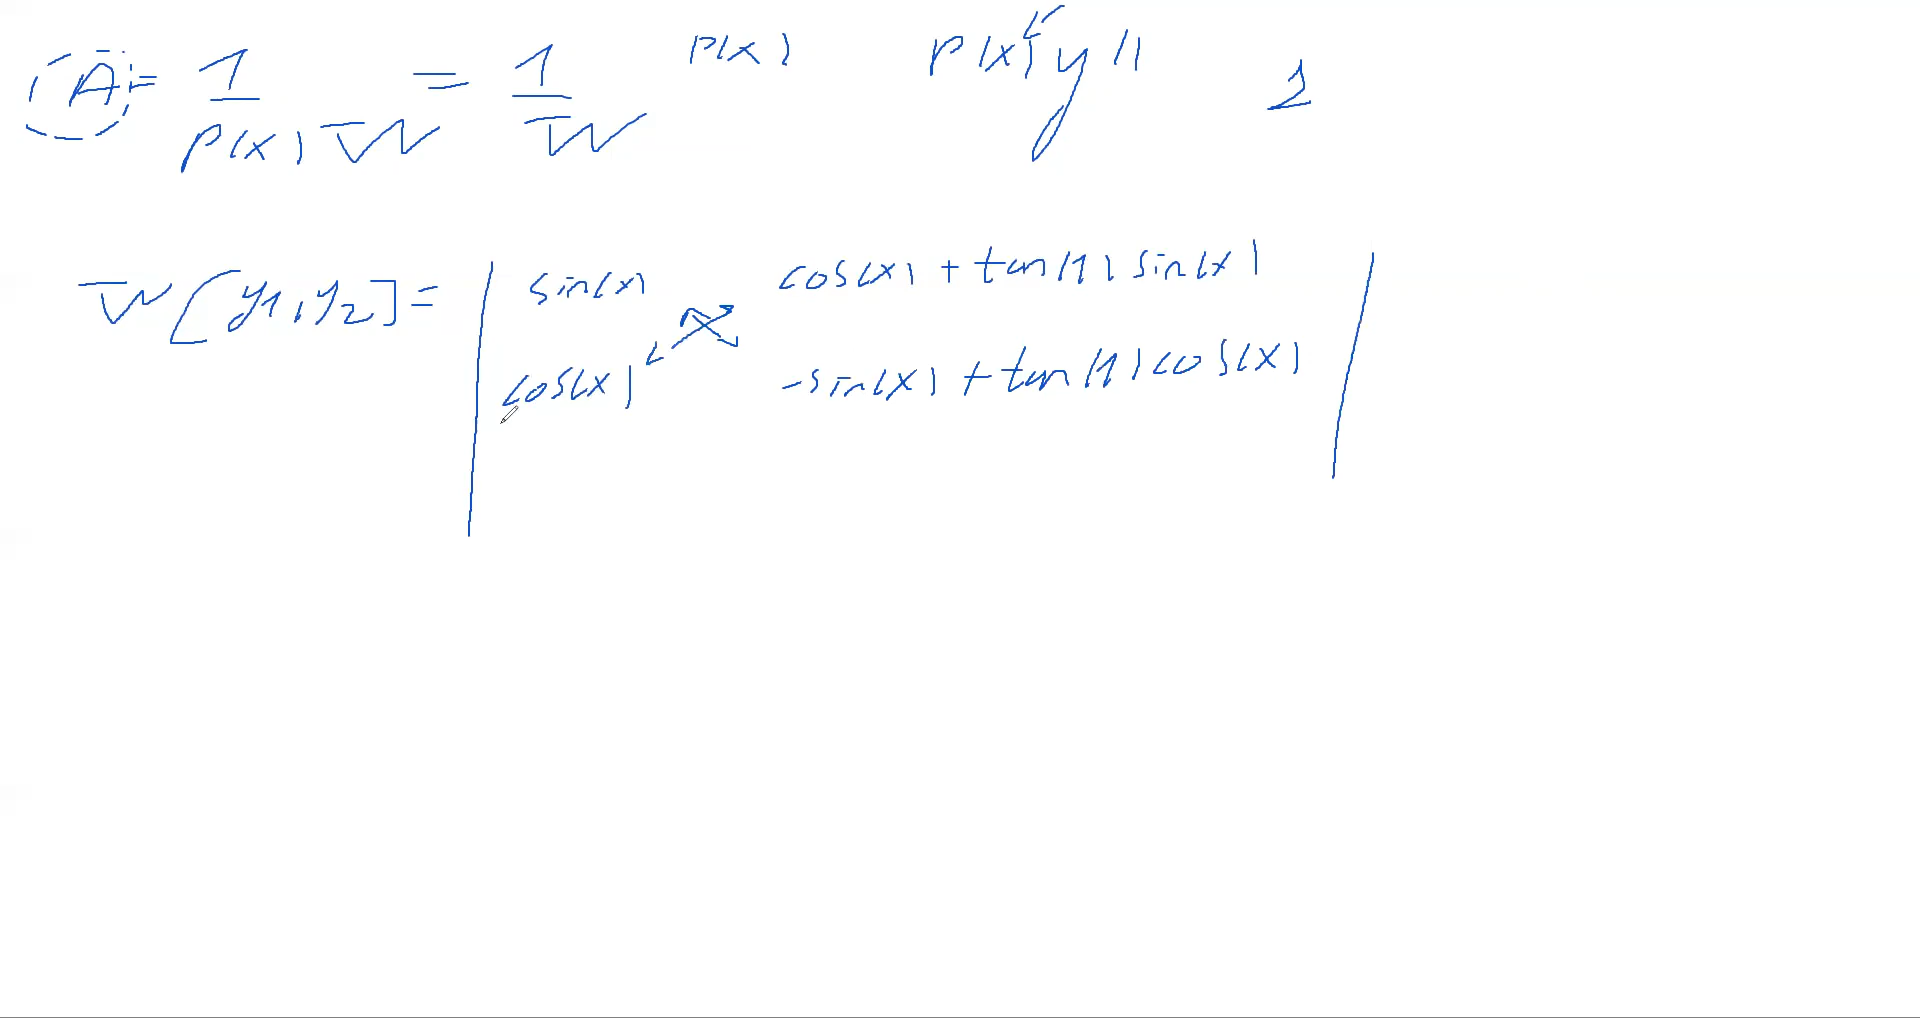 A = 1/(p(x) W) = 1/W p(x) p(x) y'' 1
W[y1, y2] = | sin(x) cos(x) + tan(1) sin(x) |
cos(x) -sin(x) + tan(1) cos(x)